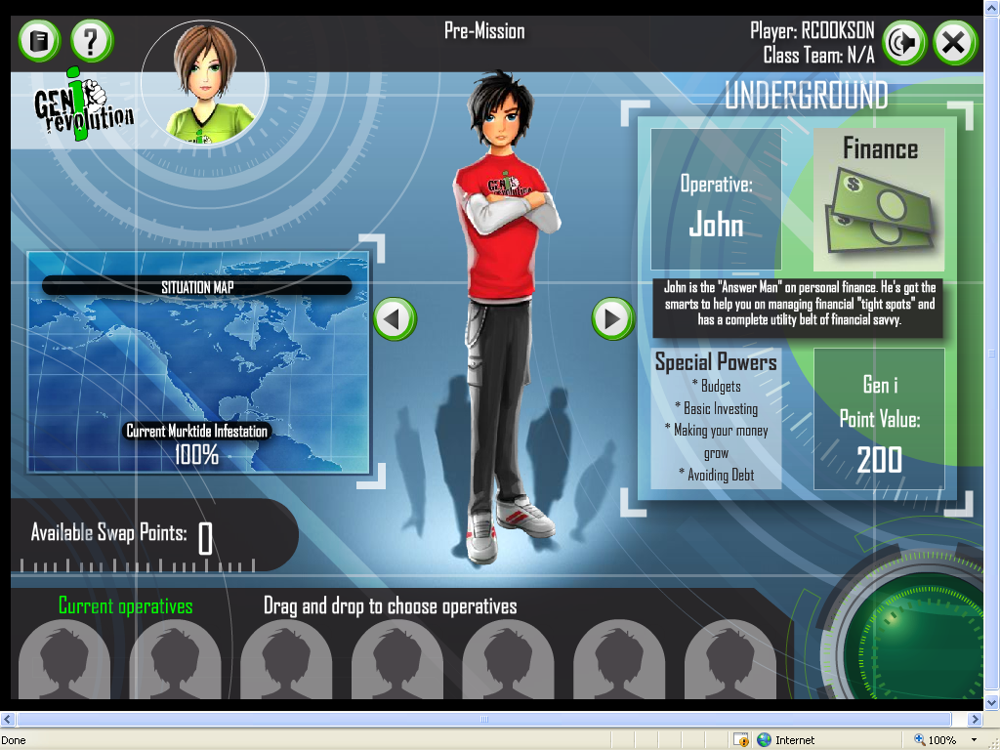 Pre-Mission
Player: RCOOKSON
Class Team: N/A
?
GEN i
revolution
UNDERGROUND
Operative:
John
Finance
$
$
John is the "Answer Man" on personal finance. He's got the
smarts to help you on managing financial "tight spots" and
has a complete utility belt of financial savvy.
Special Powers
* Budgets
* Basic Investing
* Making your money
grow
* Avoiding Debt
Gen i
Point Value:
200
GEN i
revolution
SITUATION MAP
Current Murktide Infestation
100%
Available Swap Points: 0
Current operatives
Drag and drop to choose operatives
Done
Internet
100%